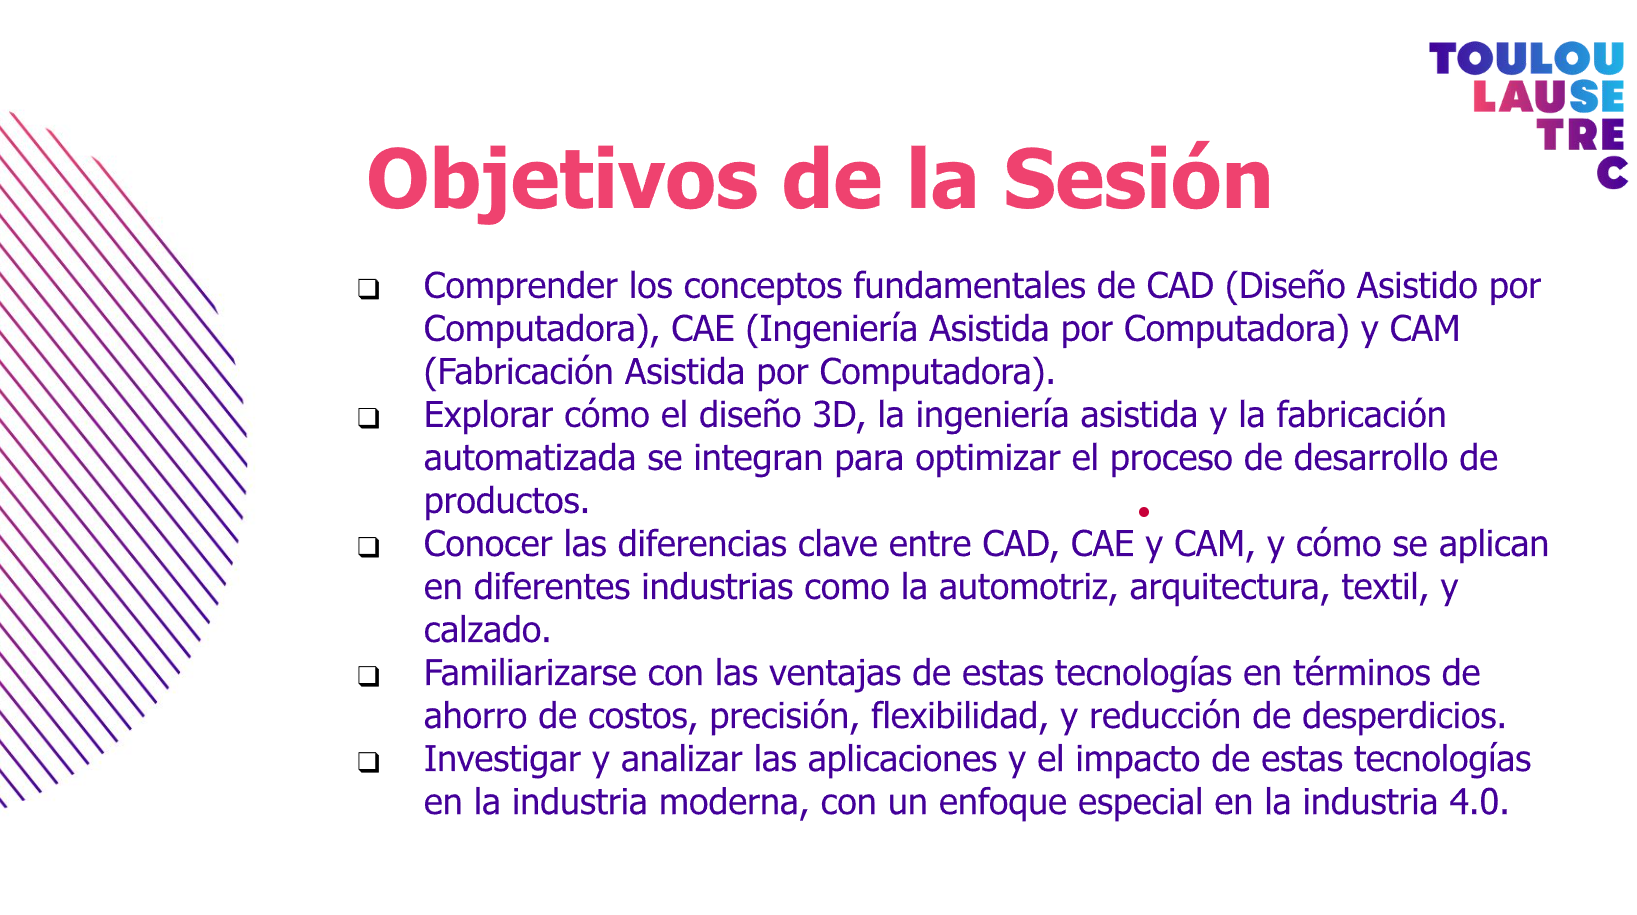 TOULOU
LAUSE
TRE
C
Objetivos de la Sesión
❑ Comprender los conceptos fundamentales de CAD (Diseño Asistido por
Computadora), CAE (Ingeniería Asistida por Computadora) y CAM
(Fabricación Asistida por Computadora).
❑ Explorar cómo el diseño 3D, la ingeniería asistida y la fabricación
automatizada se integran para optimizar el proceso de desarrollo de
productos.
❑ Conocer las diferencias clave entre CAD, CAE y CAM, y cómo se aplican
en diferentes industrias como la automotriz, arquitectura, textil, y
calzado.
❑ Familiarizarse con las ventajas de estas tecnologías en términos de
ahorro de costos, precisión, flexibilidad, y reducción de desperdicios.
❑ Investigar y analizar las aplicaciones y el impacto de estas tecnologías
en la industria moderna, con un enfoque especial en la industria 4.0.